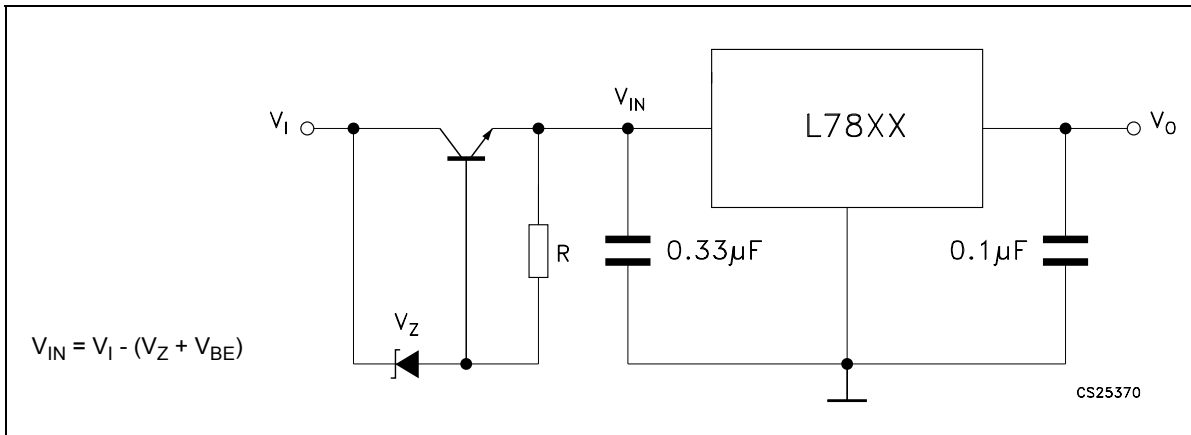 V_IN
V_I
L78XX
V_O
R
0.33µF
0.1µF
V_Z
V_IN = V_I - (V_Z + V_BE)
CS25370